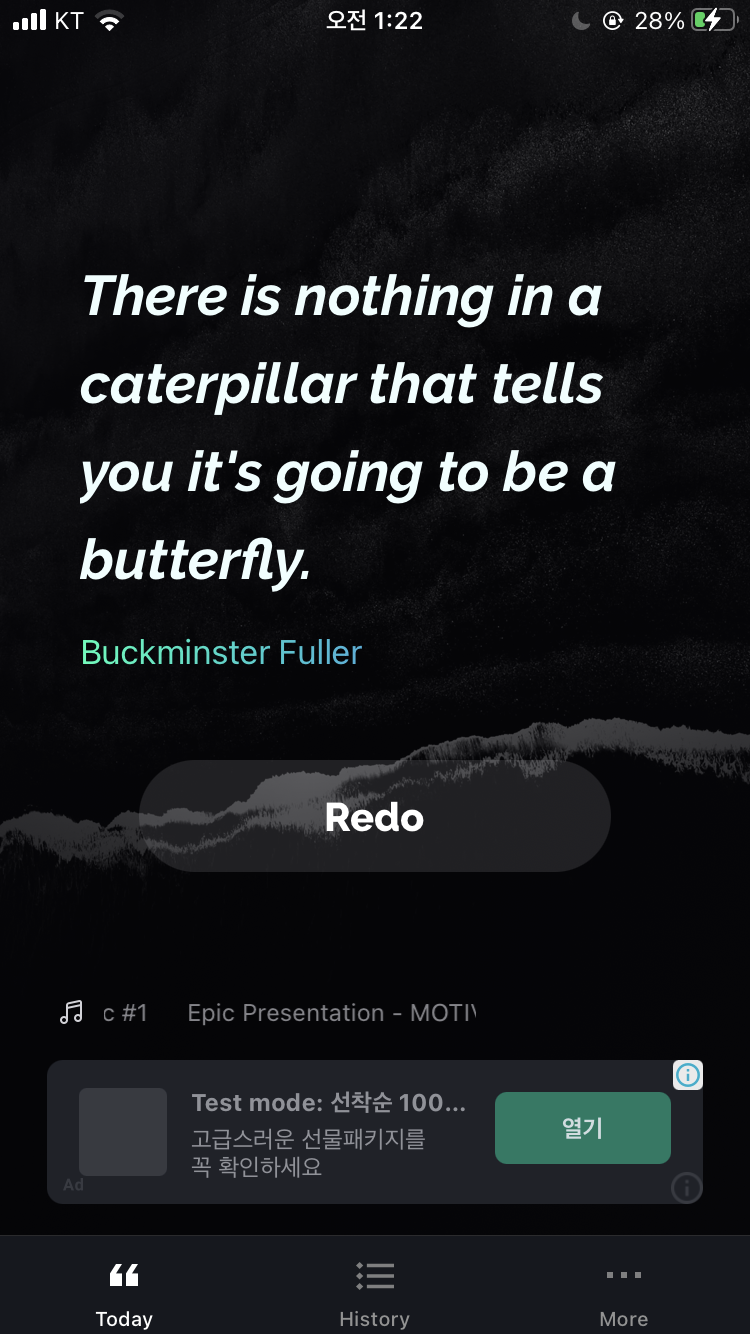 KT 오전 1:22 28%
There is nothing in a
caterpillar that tells
you it's going to be a
butterfly.
Buckminster Fuller
Redo
c #1 Epic Presentation - MOTI
Test mode: 선착순 100...
고급스러운 선물패키지를
꼭 확인하세요
열기
Ad
Today History More